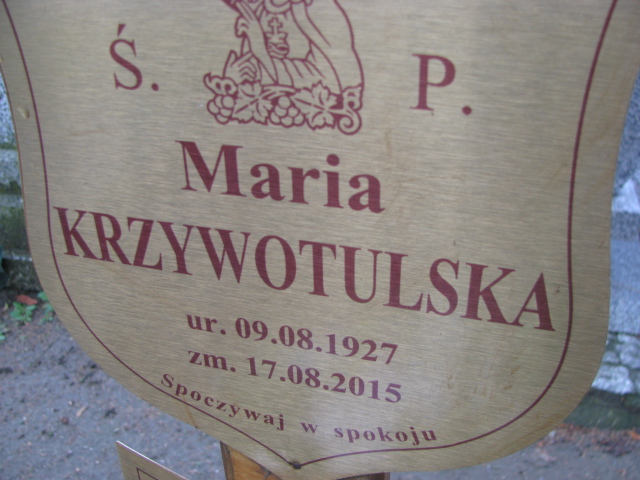 Ś. P.
Maria
KRZYWOTULSKA
ur. 09.08.1927
zm. 17.08.2015
Spoczywaj w spokoju